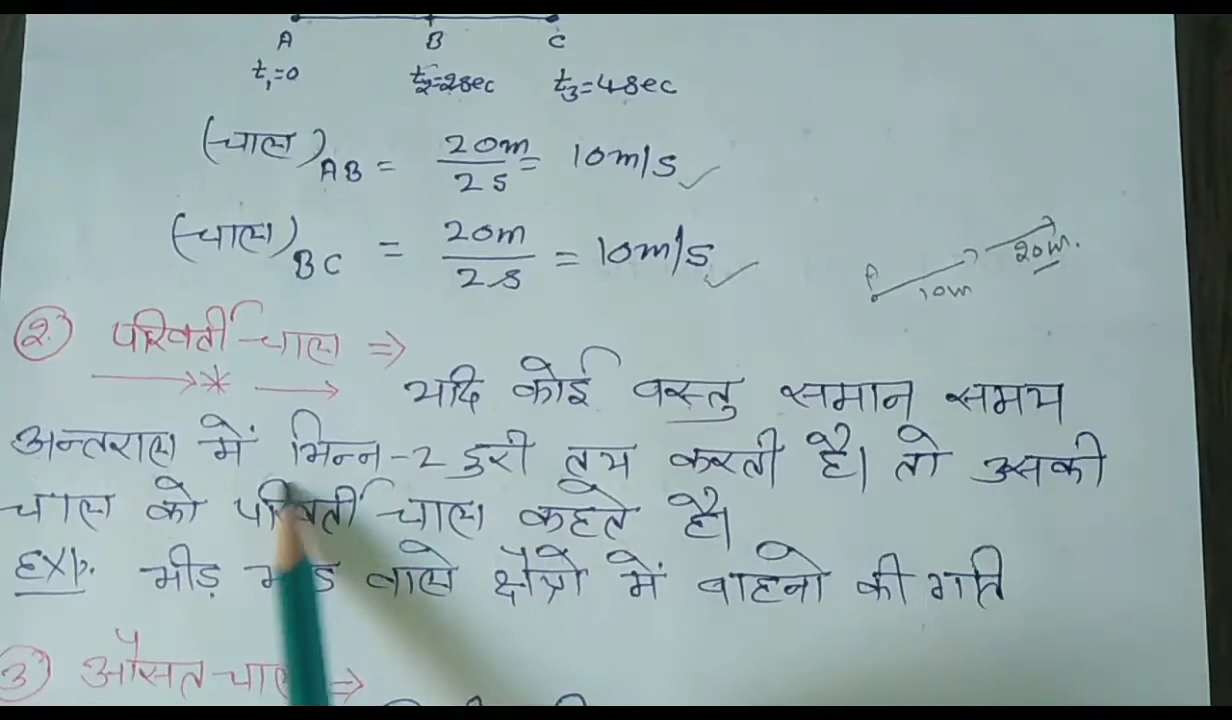 A B C
t₁=0 t₂=2sec t₃=4sec
(चाल)AB = 20m/2s = 10m/s ✓
(चाल)BC = 20m/2s = 10m/s ✓
P 10m 20m.
2. परिवर्ती चाल ⇒
यदि कोई वस्तु समान समय
अन्तराल में भिन्न-2 दुरी तय करती है। तो उसकी
चाल को परिवर्ती चाल कहते है।
EXP. भीड़ वाले क्षैत्रो में वाहनो की गति
3 औसत चाल ⇒